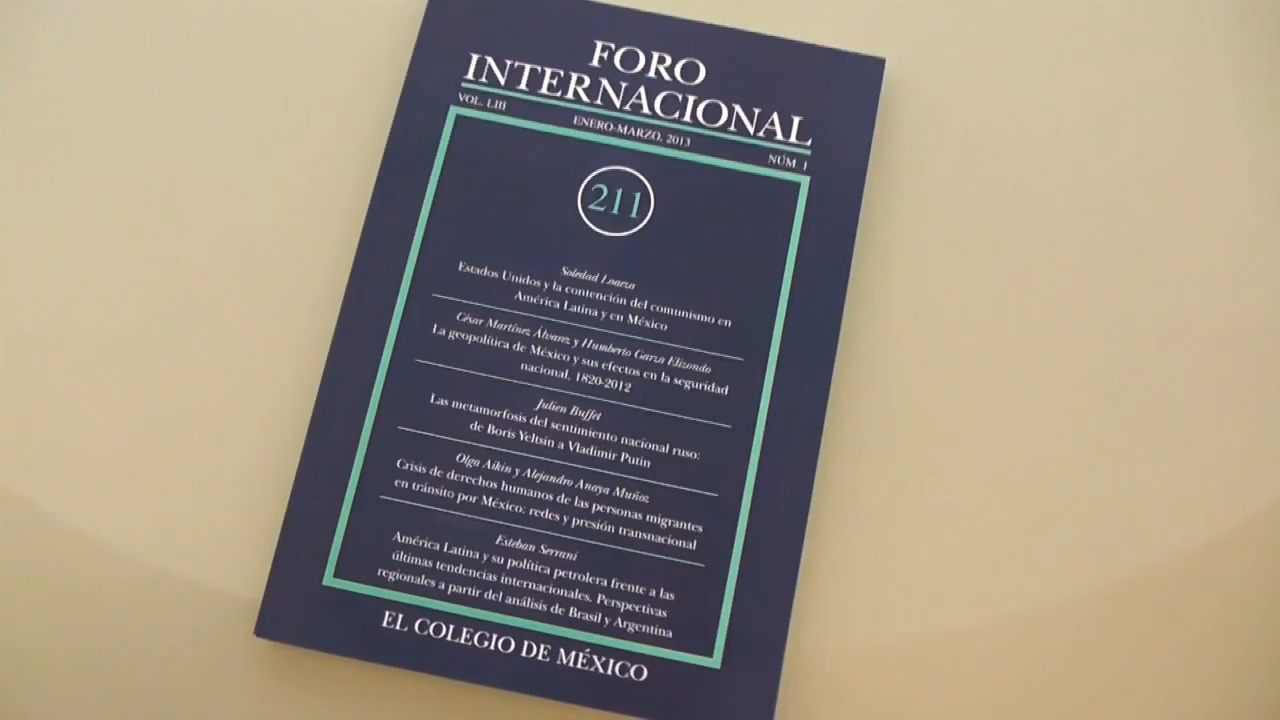 FORO
INTERNACIONAL
VOL. LIII
ENERO-MARZO, 2013
NÚM. 1
211
Soledad Loaeza
Estados Unidos y la contención del comunismo en
América Latina y en México
César Martínez Álvarez y Humberto Garza Elizondo
La geopolítica de México y sus efectos en la seguridad
nacional, 1820-2012
Julien Buffet
Las metamorfosis del sentimiento nacional ruso:
de Boris Yeltsin a Vladimir Putin
Olga Aikin y Alejandro Anaya Muñoz
Crisis de derechos humanos de las personas migrantes
en tránsito por México: redes y presión transnacional
Esteban Serrani
América Latina y su política petrolera frente a las
últimas tendencias internacionales. Perspectivas
regionales a partir del análisis de Brasil y Argentina
EL COLEGIO DE MÉXICO